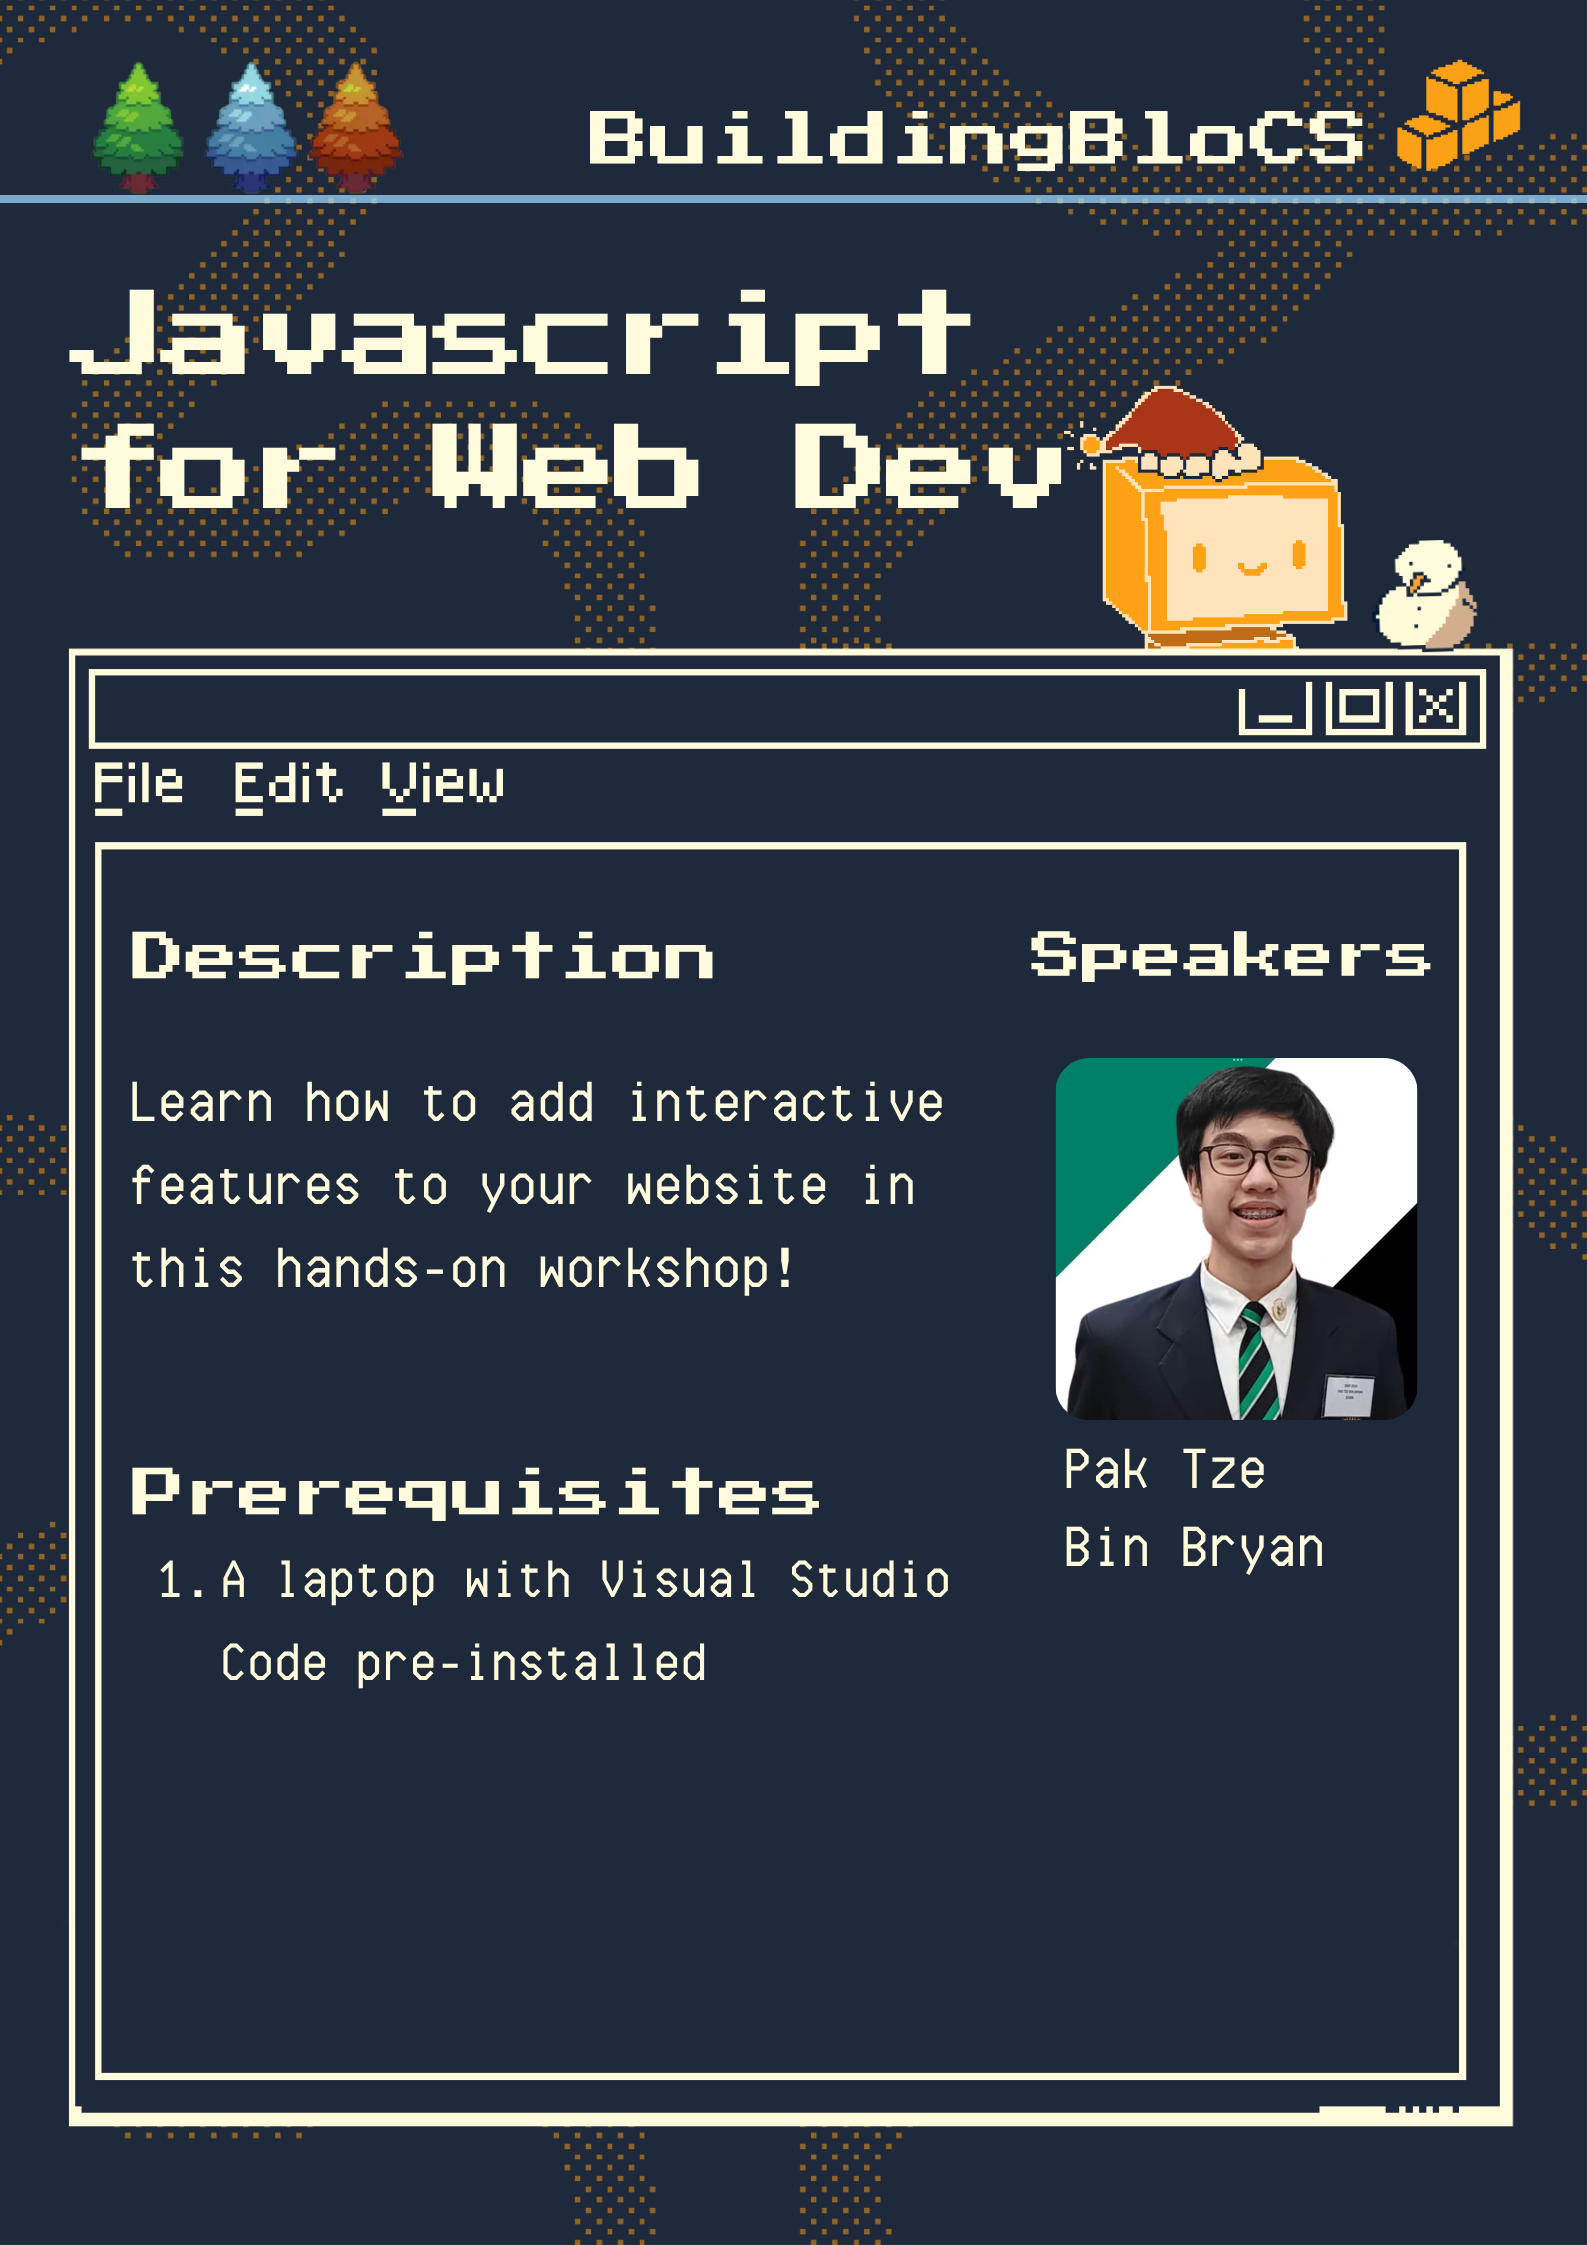 BuildingBloCS
Javascript
for Web Dev
File Edit View
Description
Speakers
Learn how to add interactive
features to your website in
this hands-on workshop!
Pak Tze
Bin Bryan
Prerequisites
1. A laptop with Visual Studio
Code pre-installed